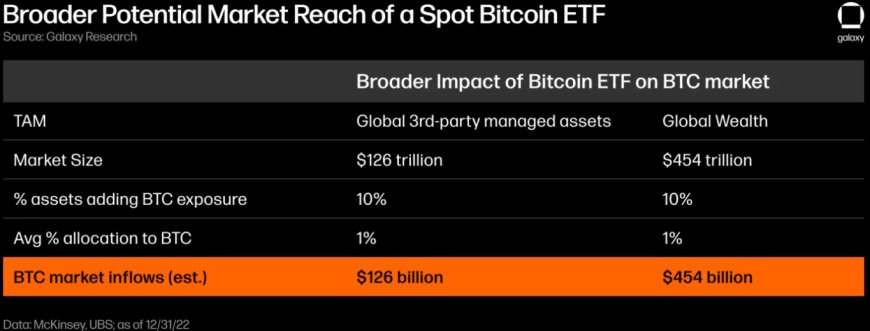 Broader Potential Market Reach of a Spot Bitcoin ETF
Source: Galaxy Research
galaxy
Broader Impact of Bitcoin ETF on BTC market
TAM Global 3rd-party managed assets Global Wealth
Market Size $126 trillion $454 trillion
% assets adding BTC exposure 10% 10%
Avg % allocation to BTC 1% 1%
BTC market inflows (est.) $126 billion $454 billion
Data: McKinsey, UBS; as of 12/31/22